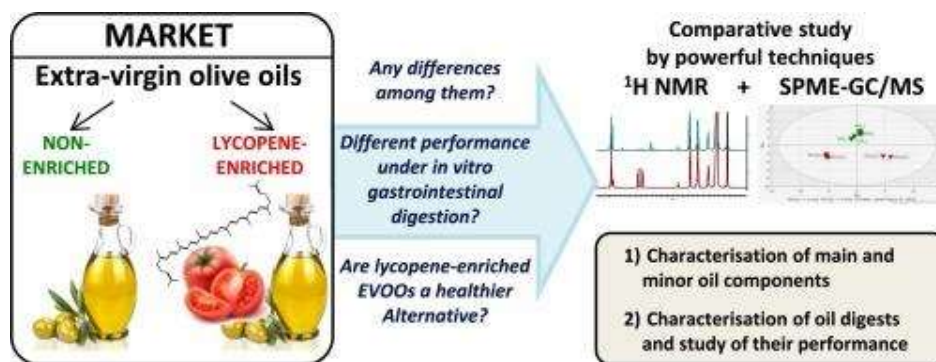 MARKET
Extra-virgin olive oils
NON-
ENRICHED
LYCOPENE-
ENRICHED
Any differences
among them?
Different performance
under in vitro
gastrointestinal
digestion?
Are lycopene-enriched
EVOOs a healthier
Alternative?
Comparative study
by powerful techniques
¹H NMR + SPME-GC/MS
1) Characterisation of main and
minor oil components
2) Characterisation of oil digests
and study of their performance